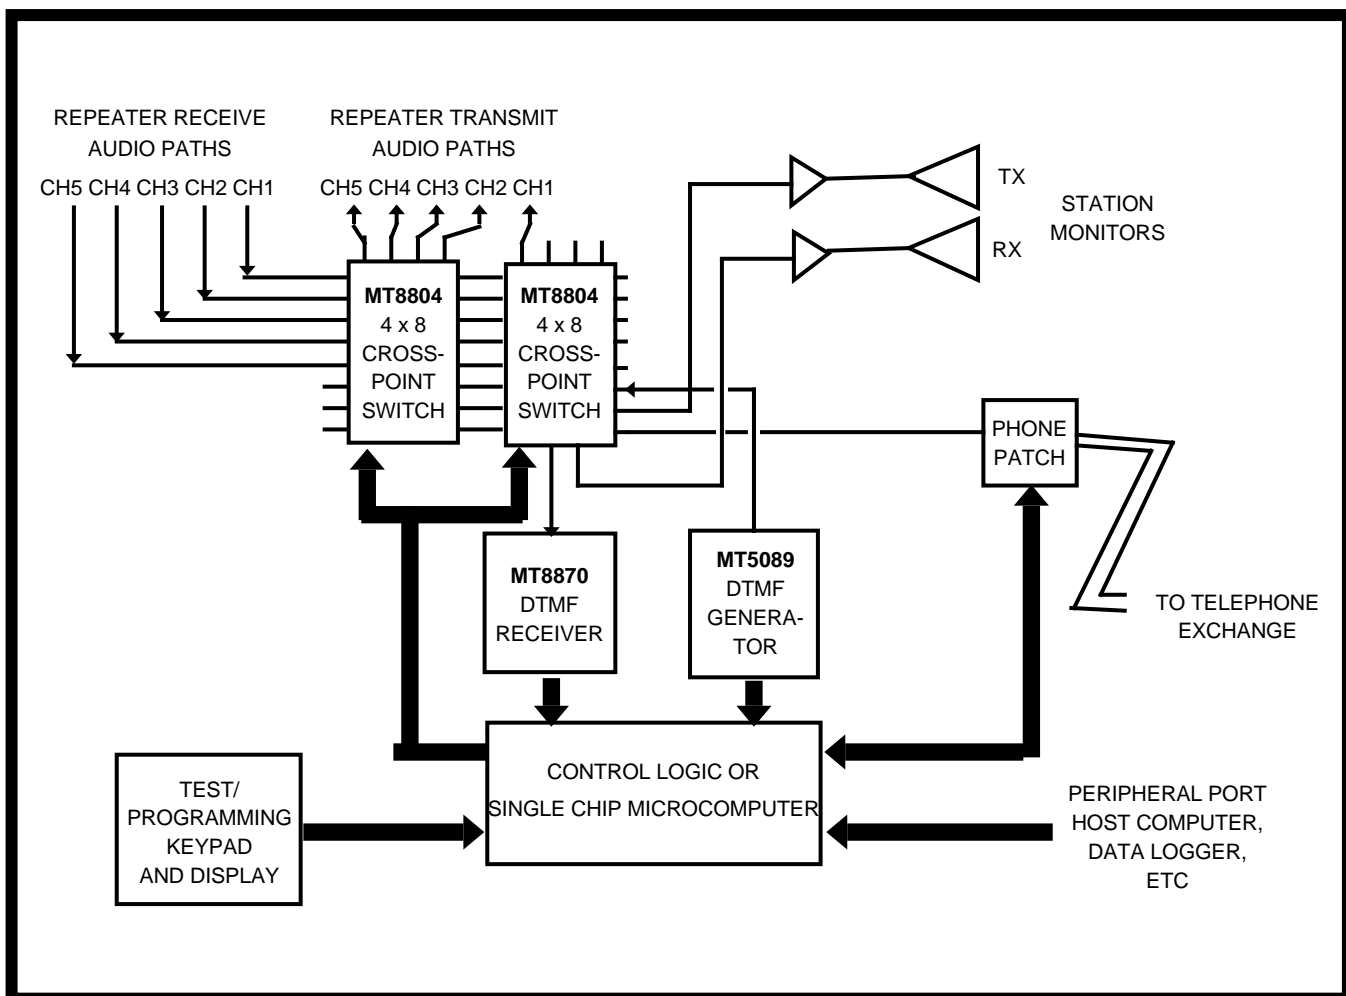 REPEATER RECEIVE
AUDIO PATHS
CH5 CH4 CH3 CH2 CH1
REPEATER TRANSMIT
AUDIO PATHS
CH5 CH4 CH3 CH2 CH1
TX
RX
STATION
MONITORS
MT8804
4 x 8
CROSS-
POINT
SWITCH
MT8804
4 x 8
CROSS-
POINT
SWITCH
PHONE
PATCH
MT8870
DTMF
RECEIVER
MT5089
DTMF
GENERA-
TOR
TO TELEPHONE
EXCHANGE
TEST/
PROGRAMMING
KEYPAD
AND DISPLAY
CONTROL LOGIC OR
SINGLE CHIP MICROCOMPUTER
PERIPHERAL PORT
HOST COMPUTER,
DATA LOGGER,
ETC